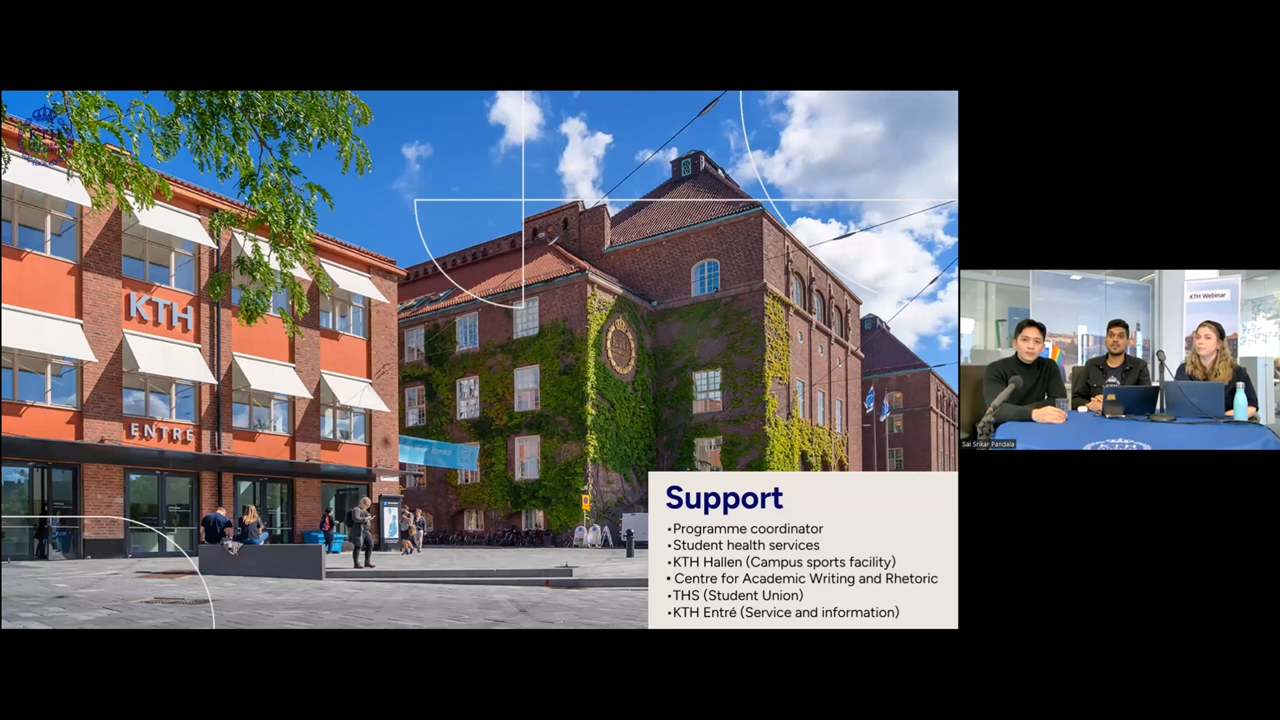 KTH
ENTRÉ
Support
•Programme coordinator
•Student health services
•KTH Hallen (Campus sports facility)
• Centre for Academic Writing and Rhetoric
•THS (Student Union)
•KTH Entré (Service and information)
KTH Webinar
Sai Srikar Pandala